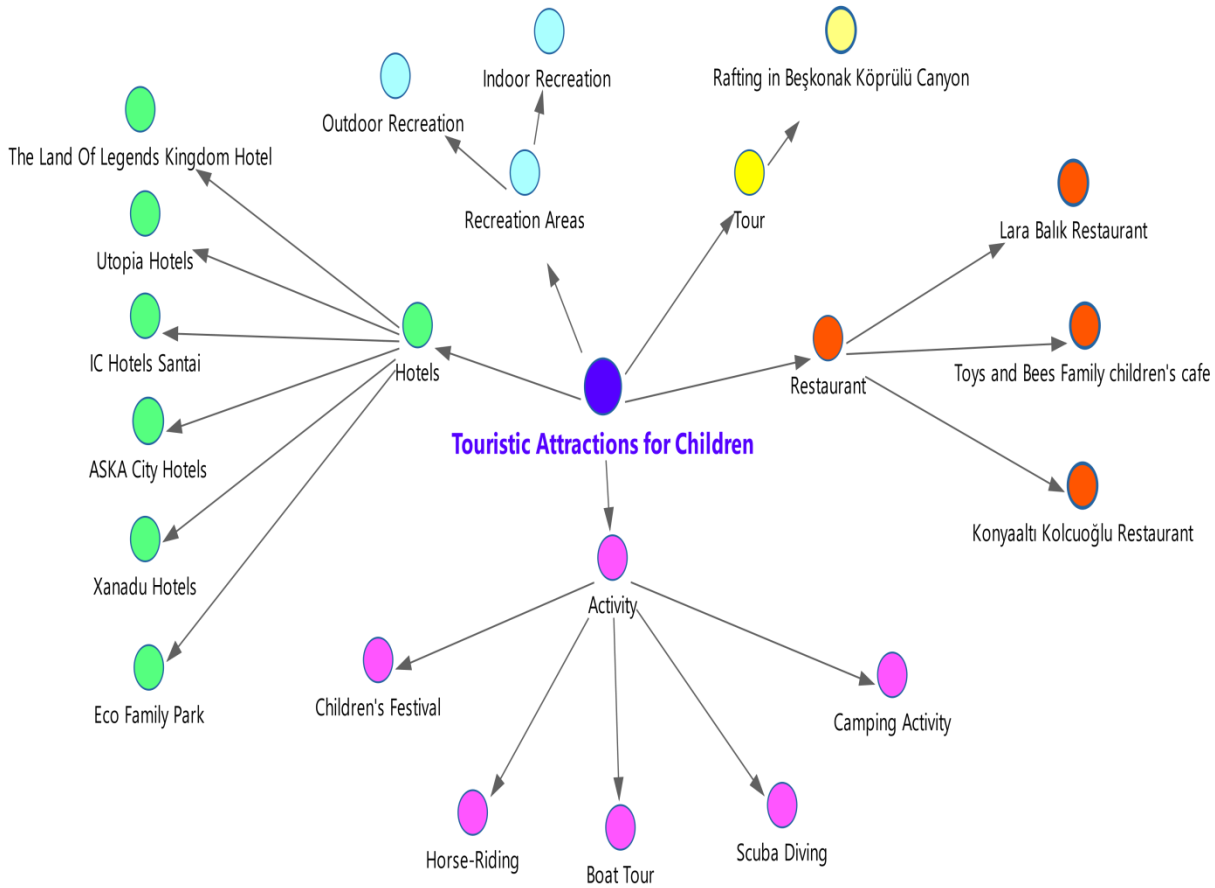 Indoor Recreation
Rafting in Beşkonak Köprülü Canyon
Outdoor Recreation
The Land Of Legends Kingdom Hotel
Recreation Areas
Tour
Lara Balık Restaurant
Utopia Hotels
IC Hotels Santai
Hotels
Restaurant
Toys and Bees Family children's cafe
Touristic Attractions for Children
ASKA City Hotels
Konyaaltı Kolcuoğlu Restaurant
Xanadu Hotels
Activity
Eco Family Park
Children's Festival
Camping Activity
Horse-Riding
Boat Tour
Scuba Diving